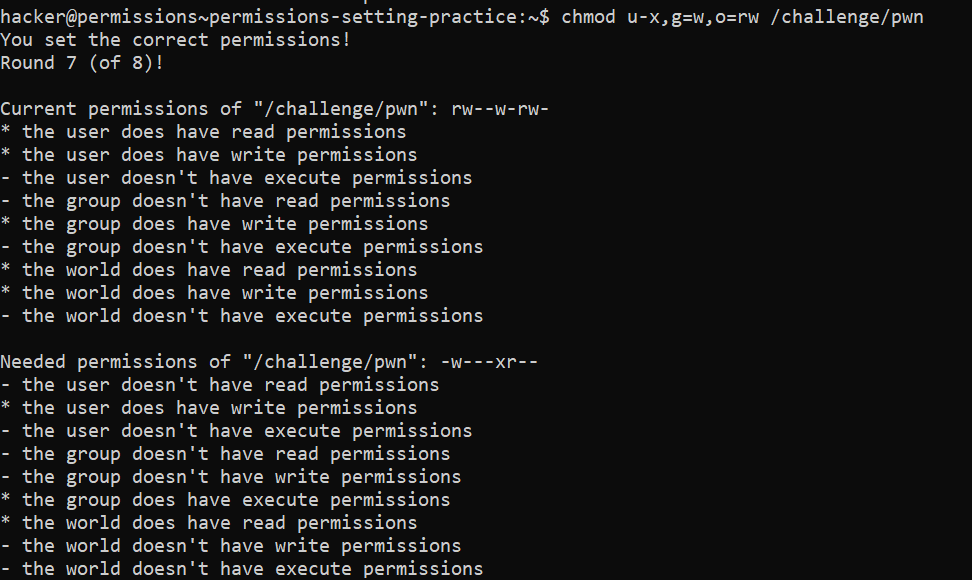 hacker@permissions~permissions-setting-practice:~$ chmod u-x,g=w,o=rw /challenge/pwn
You set the correct permissions!
Round 7 (of 8)!
Current permissions of "/challenge/pwn": rw--w-rw-
* the user does have read permissions
* the user does have write permissions
- the user doesn't have execute permissions
- the group doesn't have read permissions
* the group does have write permissions
- the group doesn't have execute permissions
* the world does have read permissions
* the world does have write permissions
- the world doesn't have execute permissions
Needed permissions of "/challenge/pwn": -w---xr--
- the user doesn't have read permissions
* the user does have write permissions
- the user doesn't have execute permissions
- the group doesn't have read permissions
- the group doesn't have write permissions
* the group does have execute permissions
* the world does have read permissions
- the world doesn't have write permissions
- the world doesn't have execute permissions